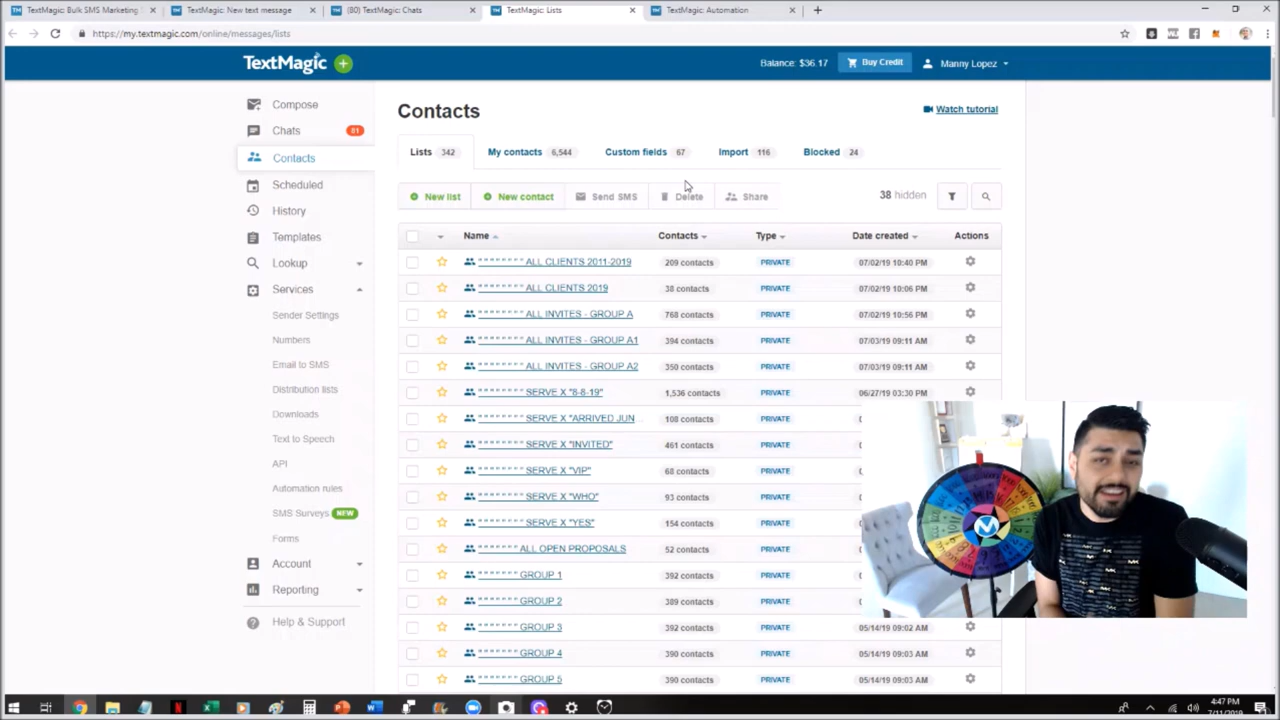 TextMagic: Bulk SMS Marketing
TextMagic: New text message
(80) TextMagic: Chats
TextMagic: Lists
TextMagic: Automation
https://my.textmagic.com/online/messages/lists
TextMagic
Balance: $36.17
Buy Credit
Manny Lopez
Compose
Chats 81
Contacts
Scheduled
History
Templates
Lookup
Services
Sender Settings
Numbers
Email to SMS
Distribution lists
Downloads
Text to Speech
API
Automation rules
SMS Surveys NEW
Forms
Account
Reporting
Help & Support
Contacts
Watch tutorial
Lists 342 My contacts 6,544 Custom fields 67 Import 116 Blocked 24
New list New contact Send SMS Delete Share 38 hidden
Name Contacts Type Date created Actions
******** ALL CLIENTS 2011-2019 209 contacts PRIVATE 07/02/19 10:40 PM
******** ALL CLIENTS 2019 38 contacts PRIVATE 07/02/19 10:06 PM
******** ALL INVITES - GROUP A 768 contacts PRIVATE 07/02/19 10:56 PM
******** ALL INVITES - GROUP A1 394 contacts PRIVATE 07/03/19 09:11 AM
******** ALL INVITES - GROUP A2 350 contacts PRIVATE 07/03/19 09:11 AM
******** SERVE X "8-8-19" 1,536 contacts PRIVATE 06/27/19 03:30 PM
******** SERVE X "ARRIVED JUN 108 contacts PRIVATE
******** SERVE X "INVITED" 461 contacts PRIVATE
******** SERVE X "VIP" 68 contacts PRIVATE
******** SERVE X "WHO" 93 contacts PRIVATE
******** SERVE X "YES" 154 contacts PRIVATE
******* ALL OPEN PROPOSALS 52 contacts PRIVATE
******* GROUP 1 392 contacts PRIVATE
******* GROUP 2 389 contacts PRIVATE
******* GROUP 3 392 contacts PRIVATE 05/14/19 09:02 AM
******* GROUP 4 390 contacts PRIVATE 05/14/19 09:03 AM
******* GROUP 5 390 contacts PRIVATE 05/14/19 09:03 AM
4:47 PM
7/11/2019